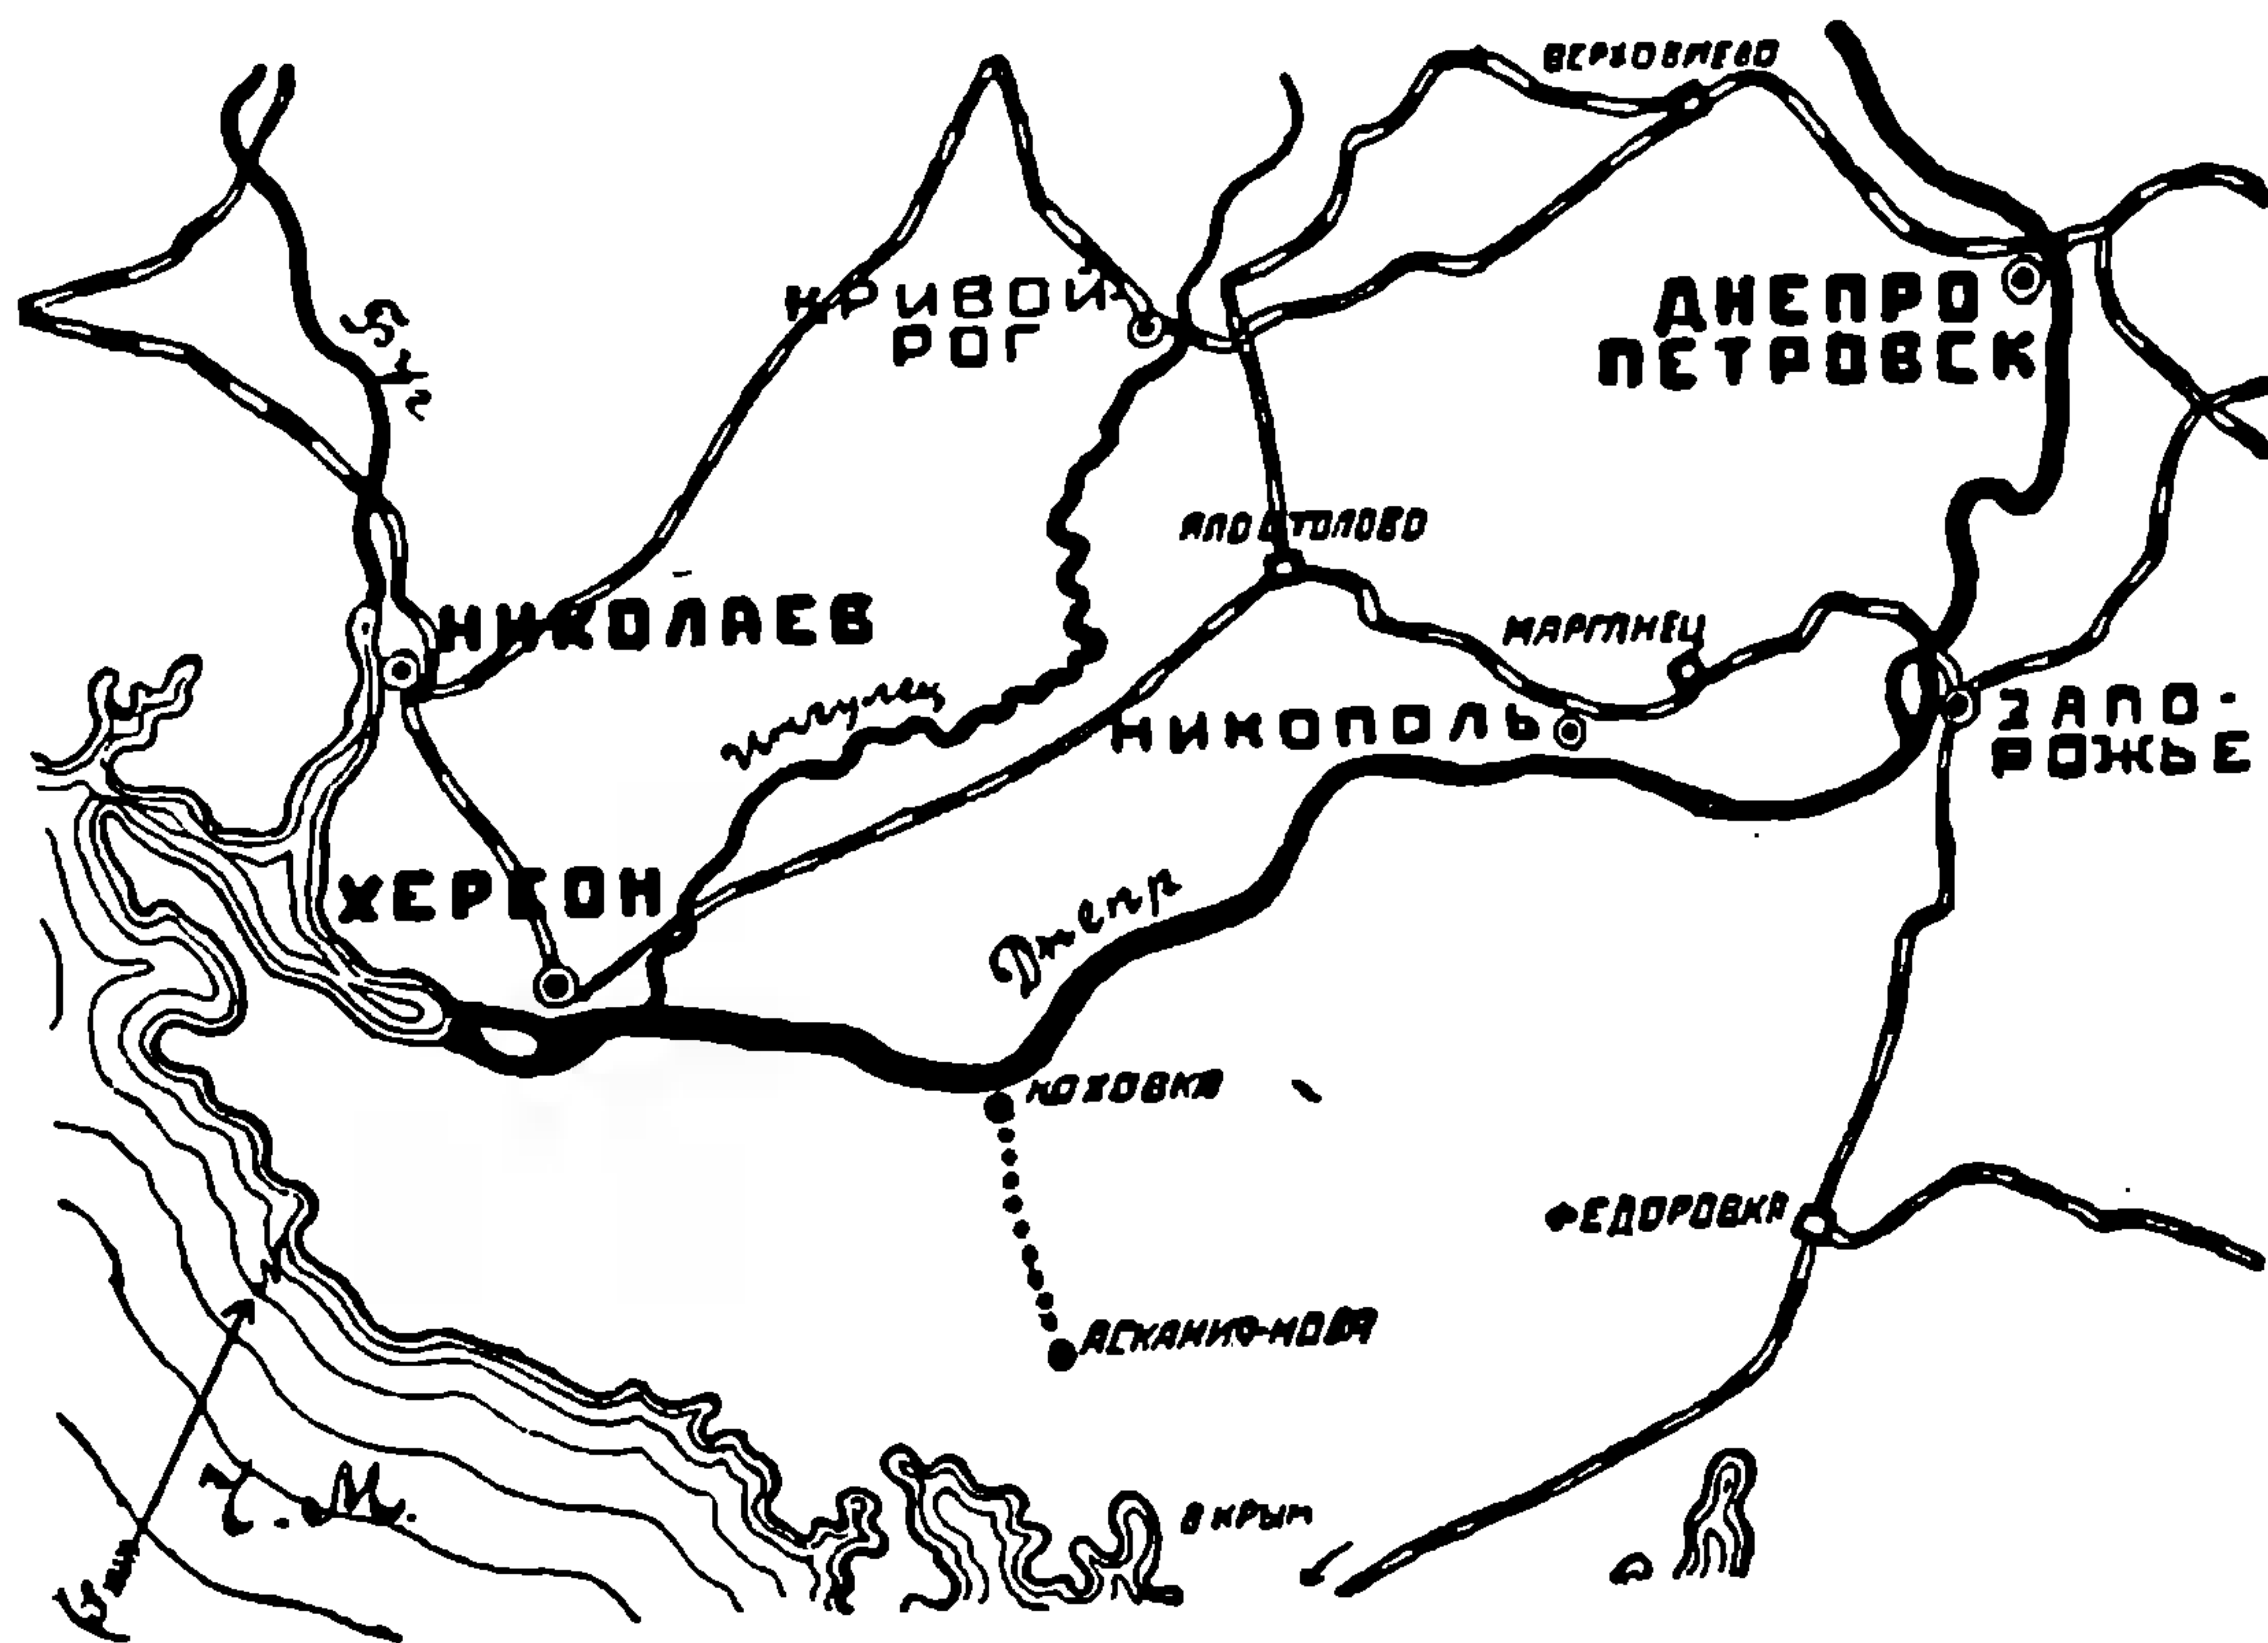 ВЕРХОВЦЕВО
КРИВОЙ
РОГ
ДНЕПРО
ПЕТРОВСК
АПОСТОЛОВО
НИКОЛАЕВ
МАРГАНЕЦ
Ингулец
НИКОПОЛЬ
ЗАПО-
РОЖЬЕ
ХЕРСОН
Днепр
КАХОВКА
ФЕДОРОВКА
АСКАНИЯ-НОВА
Ч. М.
В КРЫМ